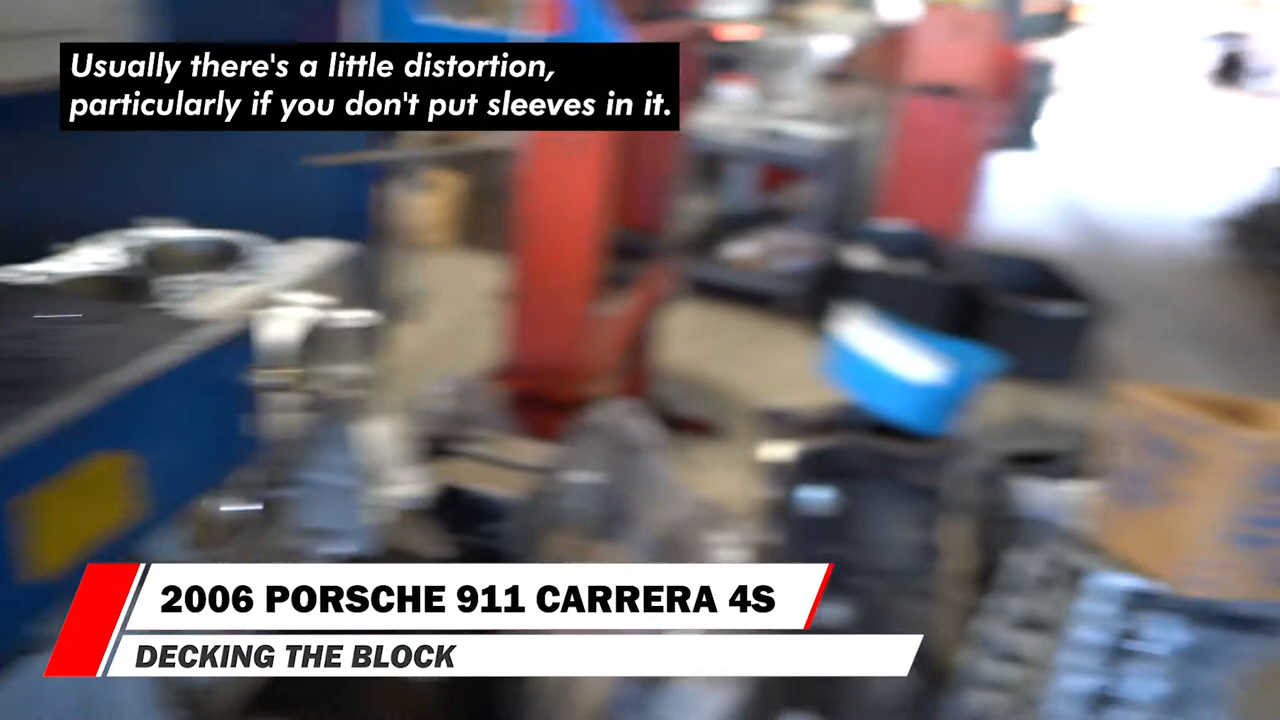 Usually there's a little distortion,
particularly if you don't put sleeves in it.
2006 PORSCHE 911 CARRERA 4S
DECKING THE BLOCK